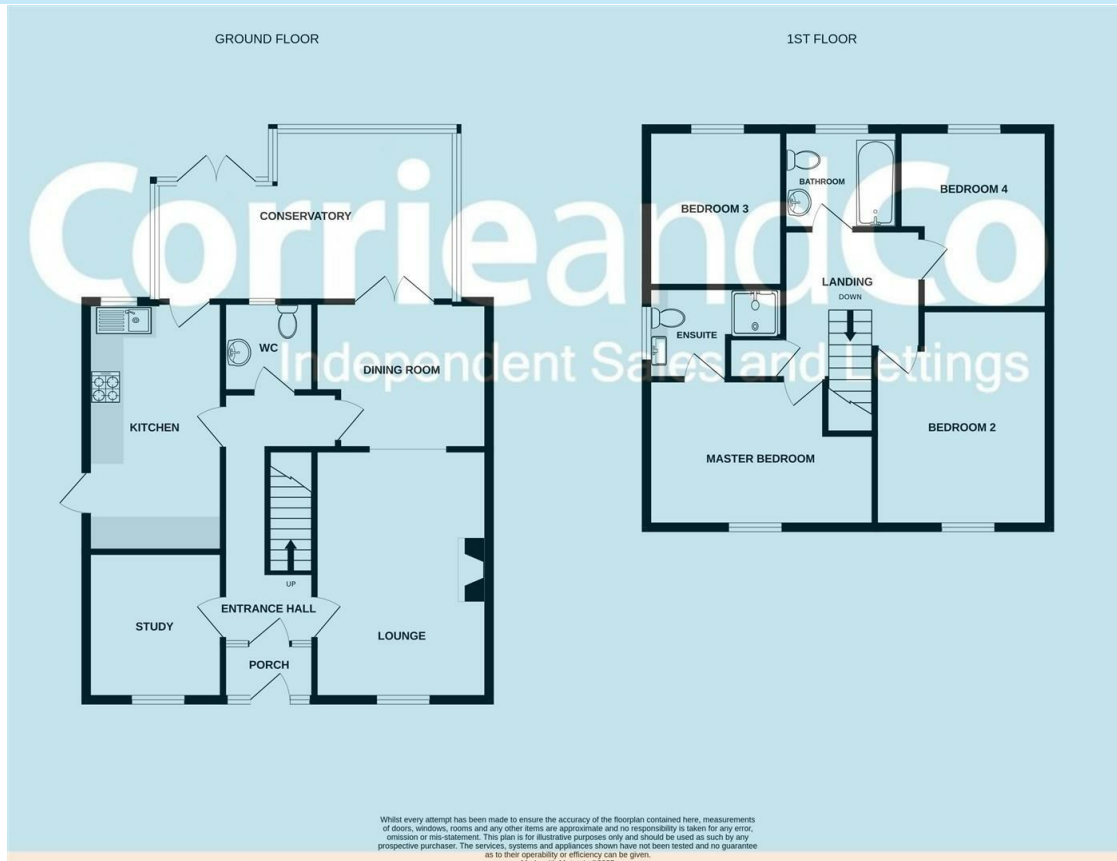 GROUND FLOOR
1ST FLOOR
CorrieandCo
Independent Sales and Lettings
CONSERVATORY
WC
DINING ROOM
KITCHEN
UP
ENTRANCE HALL
STUDY
LOUNGE
PORCH
BATHROOM
BEDROOM 4
BEDROOM 3
LANDING
DOWN
ENSUITE
BEDROOM 2
MASTER BEDROOM
Whilst every attempt has been made to ensure the accuracy of the floorplan contained here, measurements
of doors, windows, rooms and any other items are approximate and no responsibility is taken for any error,
omission or mis-statement. This plan is for illustrative purposes only and should be used as such by any
prospective purchaser. The services, systems and appliances shown have not been tested and no guarantee
as to their operability or efficiency can be given.